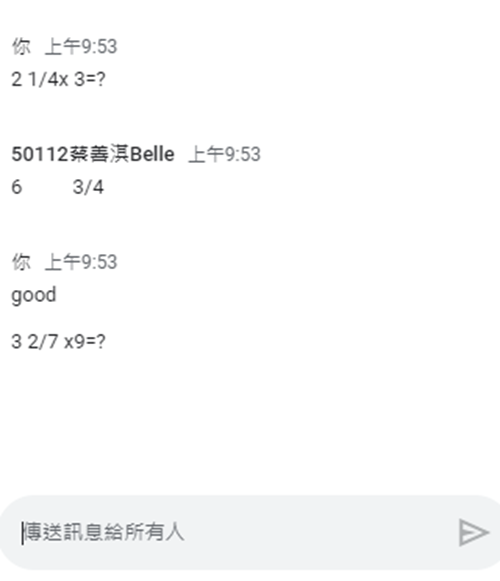 你 上午9:53
2 1/4x 3=?
50112蔡善淇Belle 上午9:53
6 3/4
你 上午9:53
good
3 2/7 x9=?
傳送訊息給所有人